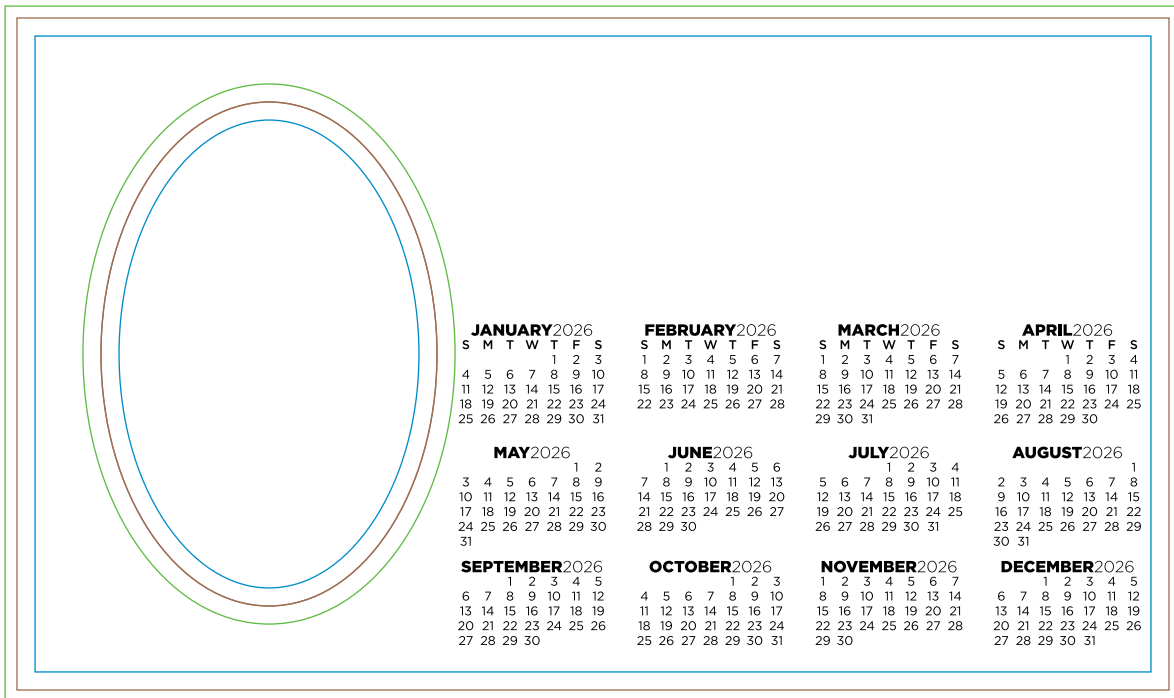 JANUARY2026
S M T W T F S
1 2 3
4 5 6 7 8 9 10
11 12 13 14 15 16 17
18 19 20 21 22 23 24
25 26 27 28 29 30 31
FEBRUARY2026
S M T W T F S
1 2 3 4 5 6 7
8 9 10 11 12 13 14
15 16 17 18 19 20 21
22 23 24 25 26 27 28
MARCH2026
S M T W T F S
1 2 3 4 5 6 7
8 9 10 11 12 13 14
15 16 17 18 19 20 21
22 23 24 25 26 27 28
29 30 31
APRIL2026
S M T W T F S
1 2 3 4
5 6 7 8 9 10 11
12 13 14 15 16 17 18
19 20 21 22 23 24 25
26 27 28 29 30
MAY2026
1 2
3 4 5 6 7 8 9
10 11 12 13 14 15 16
17 18 19 20 21 22 23
24 25 26 27 28 29 30
31
JUNE2026
1 2 3 4 5 6
7 8 9 10 11 12 13
14 15 16 17 18 19 20
21 22 23 24 25 26 27
28 29 30
JULY2026
1 2 3 4
5 6 7 8 9 10 11
12 13 14 15 16 17 18
19 20 21 22 23 24 25
26 27 28 29 30 31
AUGUST2026
1
2 3 4 5 6 7 8
9 10 11 12 13 14 15
16 17 18 19 20 21 22
23 24 25 26 27 28 29
30 31
SEPTEMBER2026
1 2 3 4 5
6 7 8 9 10 11 12
13 14 15 16 17 18 19
20 21 22 23 24 25 26
27 28 29 30
OCTOBER2026
1 2 3
4 5 6 7 8 9 10
11 12 13 14 15 16 17
18 19 20 21 22 23 24
25 26 27 28 29 30 31
NOVEMBER2026
1 2 3 4 5 6 7
8 9 10 11 12 13 14
15 16 17 18 19 20 21
22 23 24 25 26 27 28
29 30
DECEMBER2026
1 2 3 4 5
6 7 8 9 10 11 12
13 14 15 16 17 18 19
20 21 22 23 24 25 26
27 28 29 30 31